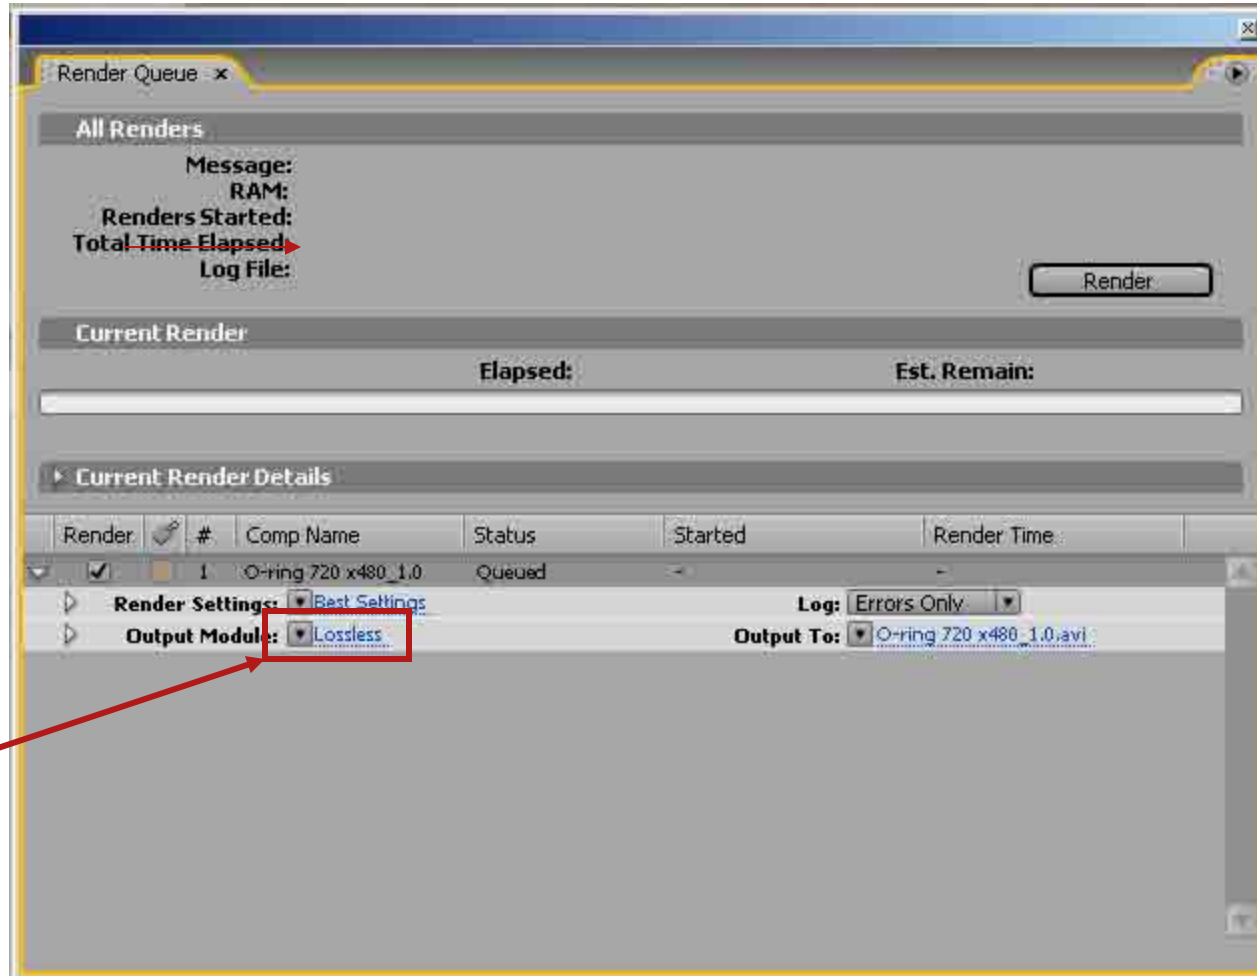 Render Queue
All Renders
Message:
RAM:
Renders Started:
Total Time Elapsed:
Log File:
Render
Current Render
Elapsed: Est. Remain:
Current Render Details
Render # Comp Name Status Started Render Time
1 O-ring 720 x480_1.0 Queued - -
Render Settings: Best Settings Log: Errors Only
Output Module: Lossless Output To: O-ring 720 x480_1.0.avi